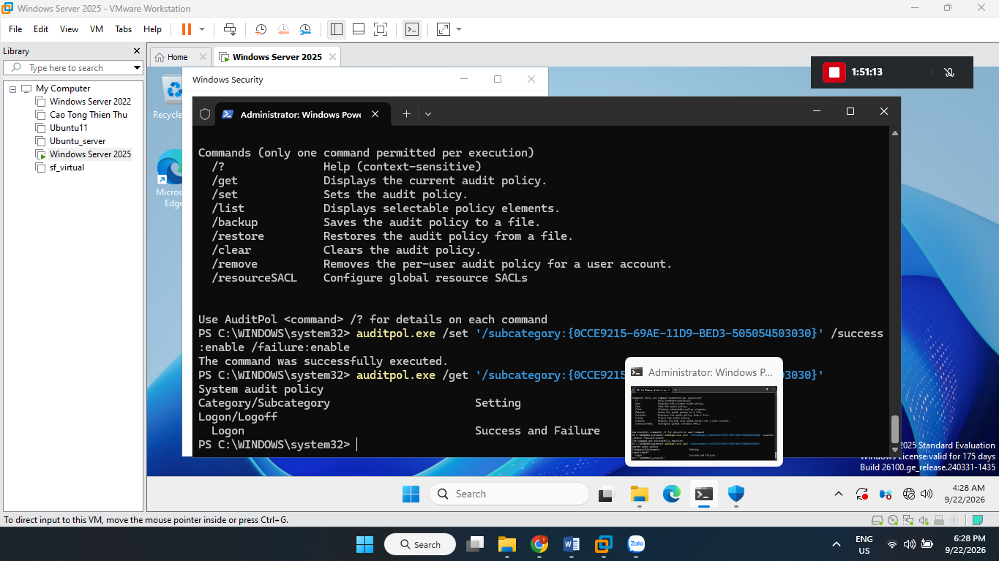 Windows Server 2025 - VMware Workstation
File Edit View VM Tabs Help
Library
Type here to search
My Computer
Windows Server 2022
Cao Tong Thien Thu
Ubuntu11
Ubuntu_server
Windows Server 2025
sf_virtual
Home
Windows Server 2025
1:51:13
Recycle
Micros
Edge
Windows Security
Administrator: Windows Powe
Commands (only one command permitted per execution)
/? Help (context-sensitive)
/get Displays the current audit policy.
/set Sets the audit policy.
/list Displays selectable policy elements.
/backup Saves the audit policy to a file.
/restore Restores the audit policy from a file.
/clear Clears the audit policy.
/remove Removes the per-user audit policy for a user account.
/resourceSACL Configure global resource SACLs
Use AuditPol <command> /? for details on each command
PS C:\WINDOWS\system32> auditpol.exe /set '/subcategory:{0CCE9215-69AE-11D9-BED3-505054503030}' /success
:enable /failure:enable
The command was successfully executed.
PS C:\WINDOWS\system32> auditpol.exe /get '/subcategory:{0CCE9215 3030}'
System audit policy
Category/Subcategory Setting
Logon/Logoff
Logon Success and Failure
PS C:\WINDOWS\system32>
Administrator: Windows P...
2025 Standard Evaluation
Windows License valid for 175 days
Build 26100.ge_release.240331-1435
Search
4:28 AM
9/22/2026
To direct input to this VM, move the mouse pointer inside or press Ctrl+G.
Search
Zalo
ENG
US
6:28 PM
9/22/2026